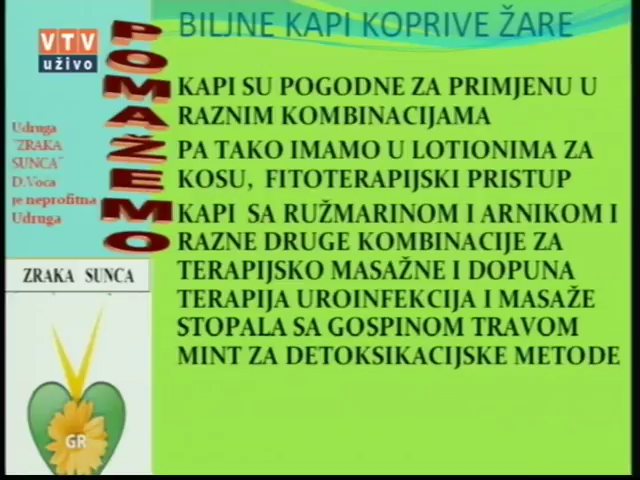 BILJNE KAPI KOPRIVE ŽARE
VTV
uživo
POMAŽEMO
KAPI SU POGODNE ZA PRIMJENU U
RAZNIM KOMBINACIJAMA
PA TAKO IMAMO U LOTIONIMA ZA
KOSU, FITOTERAPIJSKI PRISTUP
KAPI SA RUŽMARINOM I ARNIKOM I
RAZNE DRUGE KOMBINACIJE ZA
TERAPIJSKO MASAŽNE I DOPUNA
TERAPIJA UROINFEKCIJA I MASAŽE
STOPALA SA GOSPINOM TRAVOM
MINT ZA DETOKSIKACIJSKE METODE
Udruga
"ZRAKA
SUNCA"
D.Voca
je neprofitna
Udruga
ZRAKA SUNCA
GR